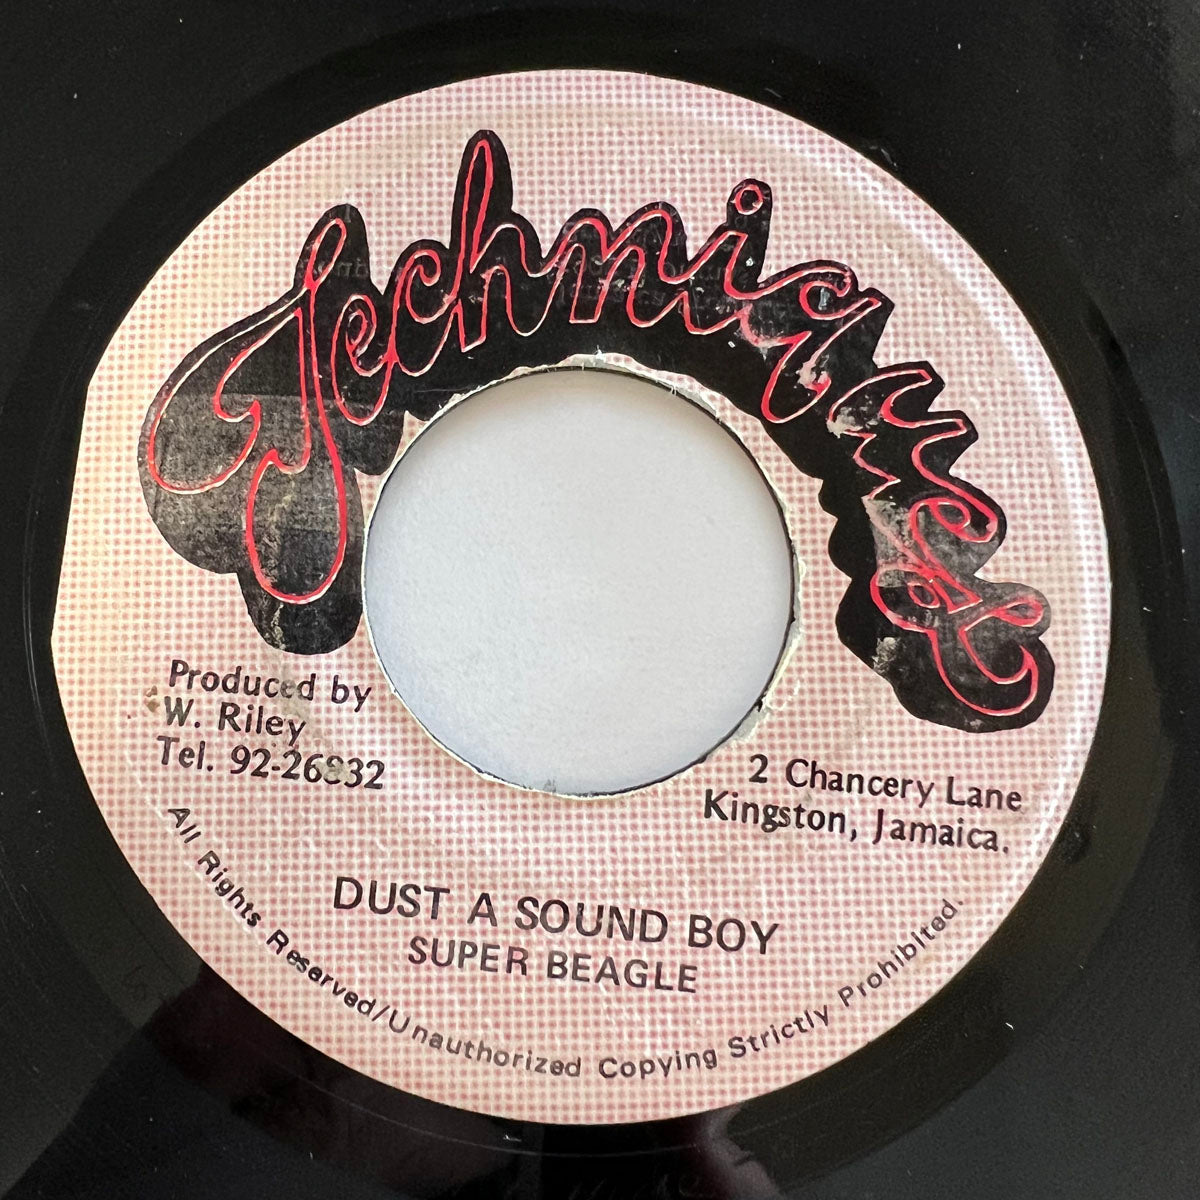 Techniques
Produced by
W. Riley
Tel. 92-26832
2 Chancery Lane
Kingston, Jamaica.
DUST A SOUND BOY
SUPER BEAGLE
All Rights Reserved/Unauthorized Copying Strictly Prohibited.